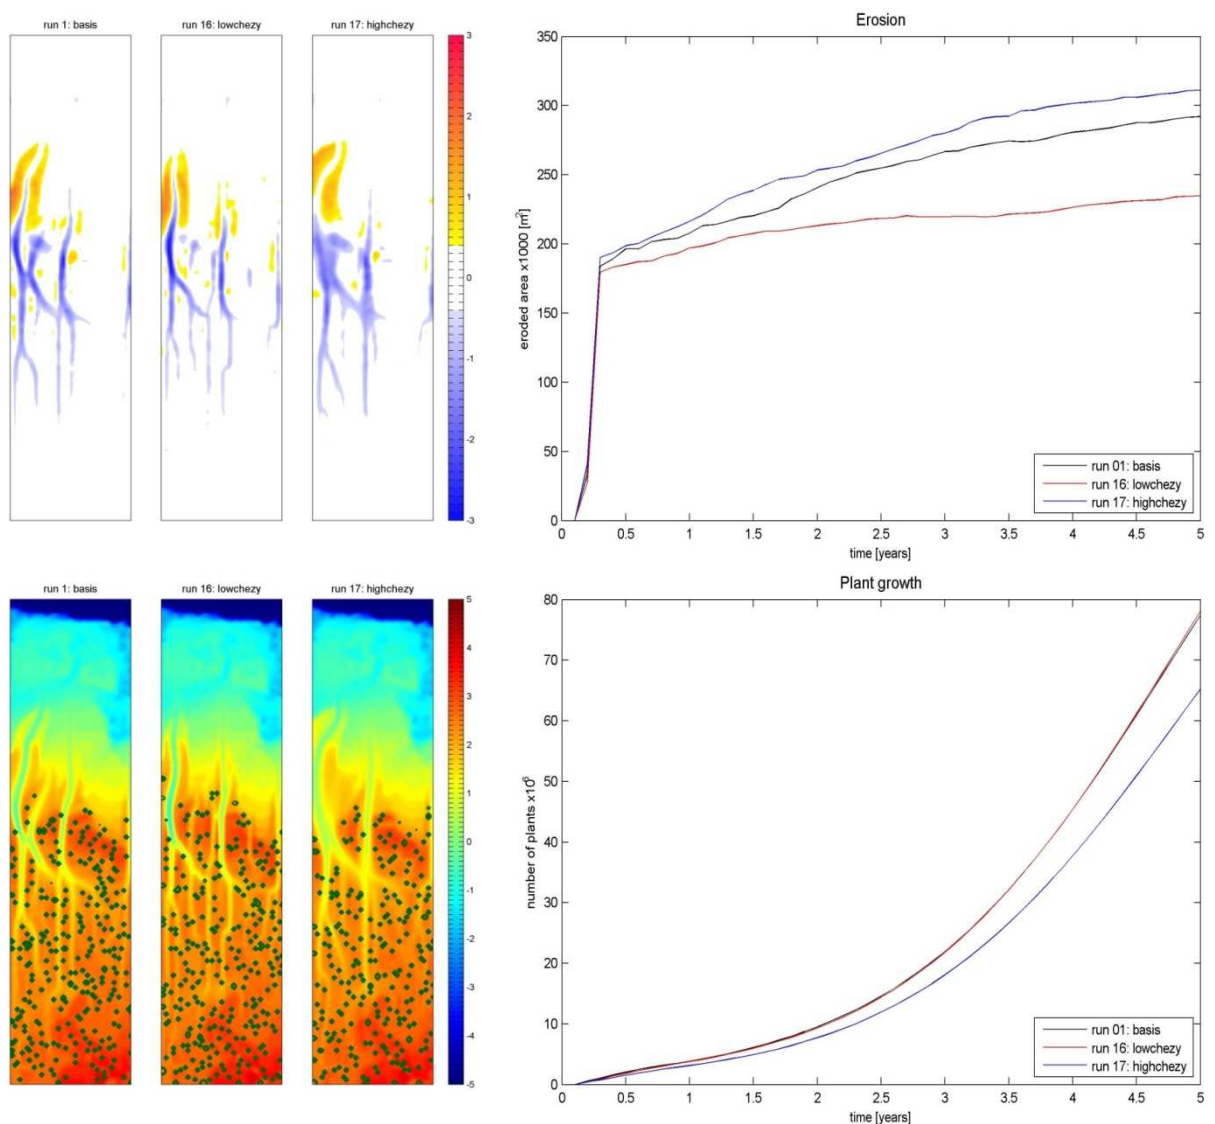 run 1: basis
run 16: lowchezy
run 17: highchezy
3
2
1
0
-1
-2
-3
Erosion
350
300
250
200
150
100
50
0
eroded area x1000 [m²]
0 0.5 1 1.5 2 2.5 3 3.5 4 4.5 5
time [years]
run 01: basis
run 16: lowchezy
run 17: highchezy
run 1: basis
run 16: lowchezy
run 17: highchezy
5
4
3
2
1
0
-1
-2
-3
-4
-5
Plant growth
80
70
60
50
40
30
20
10
0
number of plants x10⁶
0 0.5 1 1.5 2 2.5 3 3.5 4 4.5 5
time [years]
run 01: basis
run 16: lowchezy
run 17: highchezy